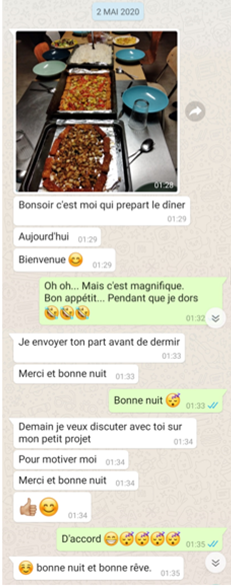 2 MAI 2020
01:28
Bonsoir c'est moi qui prepart le dîner
01:29
Aujourd'hui 01:29
Bienvenue 😊 01:29
Oh oh... Mais c'est magnifique.
Bon appétit... Pendant que je dors
🤣🤣🤣 01:32
Je envoyer ton part avant de dermir
01:33
Merci et bonne nuit 01:33
Bonne nuit 😴 01:33
Demain je veux discuter avec toi sur
mon petit projet 01:34
Pour motiver moi 01:34
Merci et bonne nuit 01:34
👍🏼😊 01:34
D'accord 😁😴😴😴😴 01:35
☺️ bonne nuit et bonne rêve. 01:35